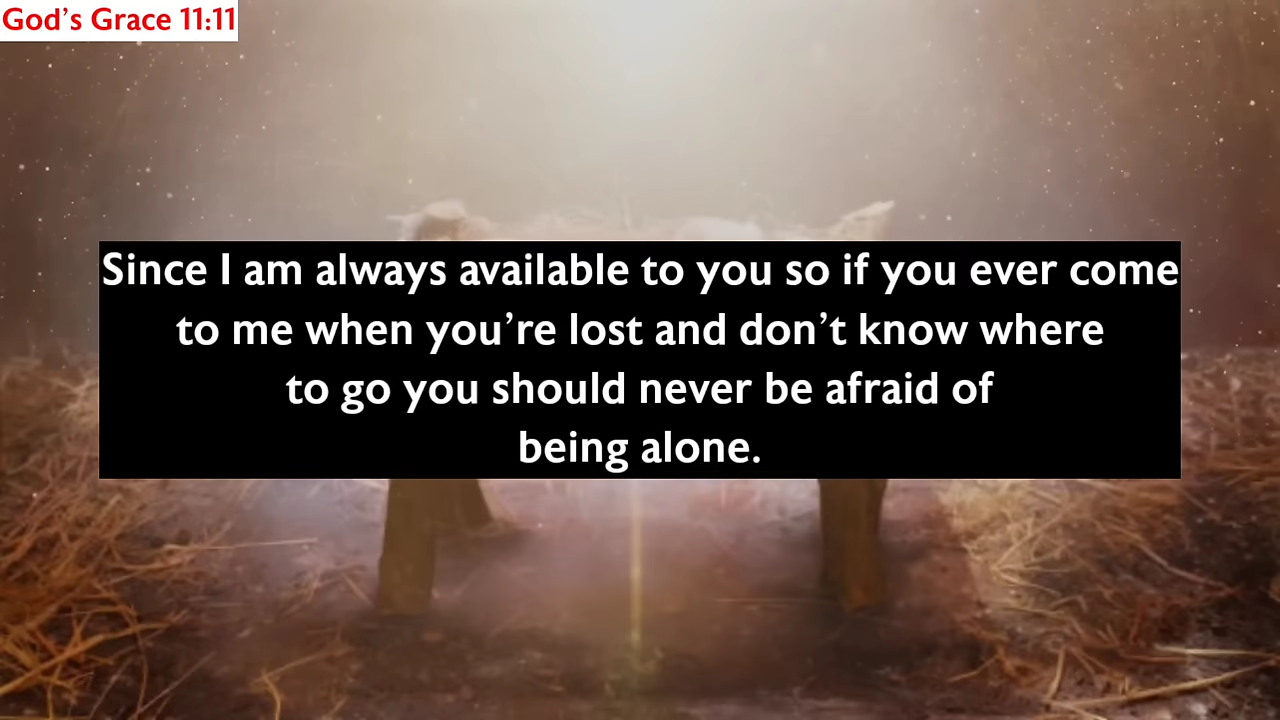 God’s Grace 11:11
Since I am always available to you so if you ever come
to me when you’re lost and don’t know where
to go you should never be afraid of
being alone.